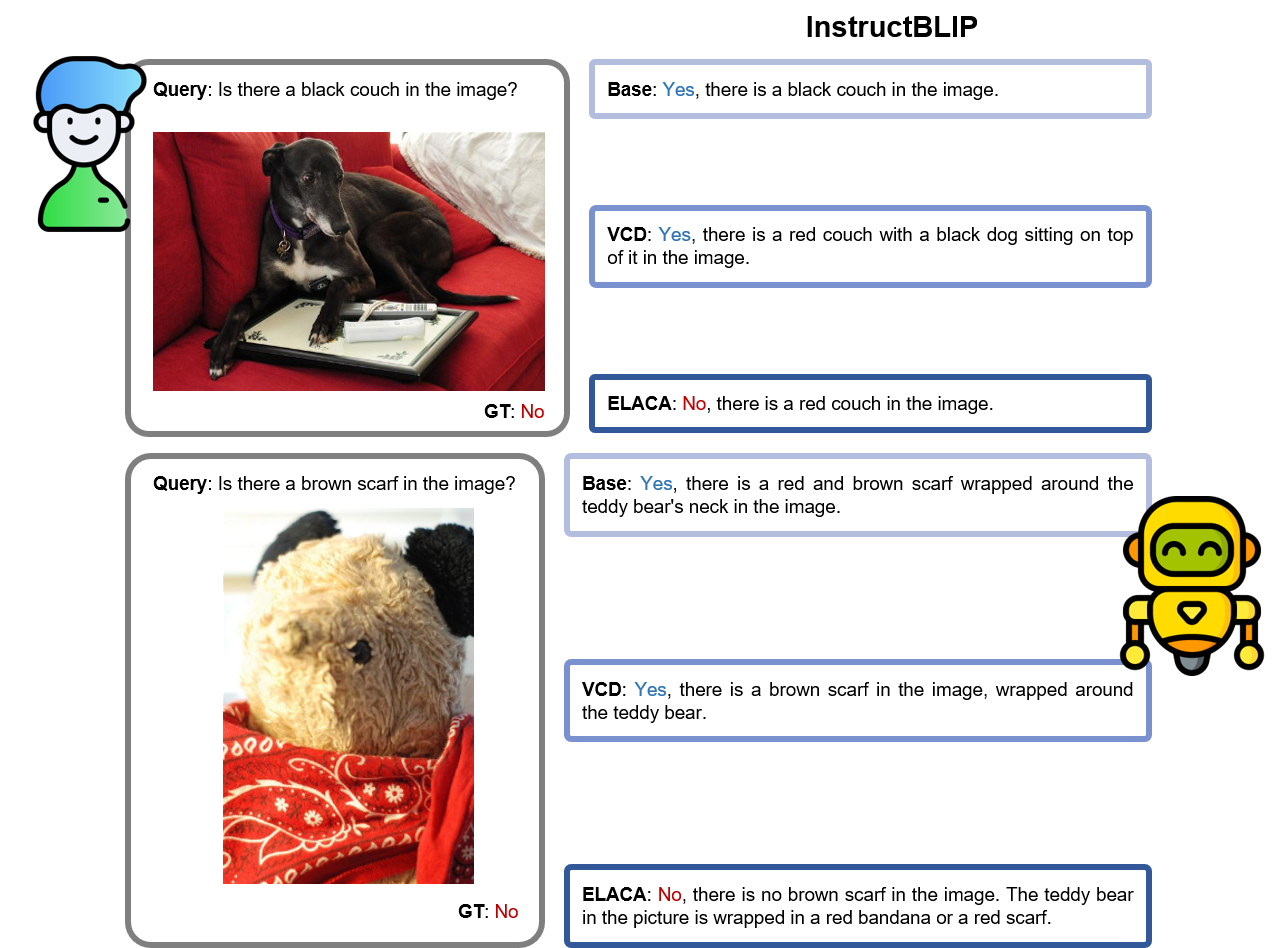 InstructBLIP
Query: Is there a black couch in the image?
GT: No
Base: Yes, there is a black couch in the image.
VCD: Yes, there is a red couch with a black dog sitting on top
of it in the image.
ELACA: No, there is a red couch in the image.
Query: Is there a brown scarf in the image?
GT: No
Base: Yes, there is a red and brown scarf wrapped around the
teddy bear's neck in the image.
VCD: Yes, there is a brown scarf in the image, wrapped around
the teddy bear.
ELACA: No, there is no brown scarf in the image. The teddy bear
in the picture is wrapped in a red bandana or a red scarf.